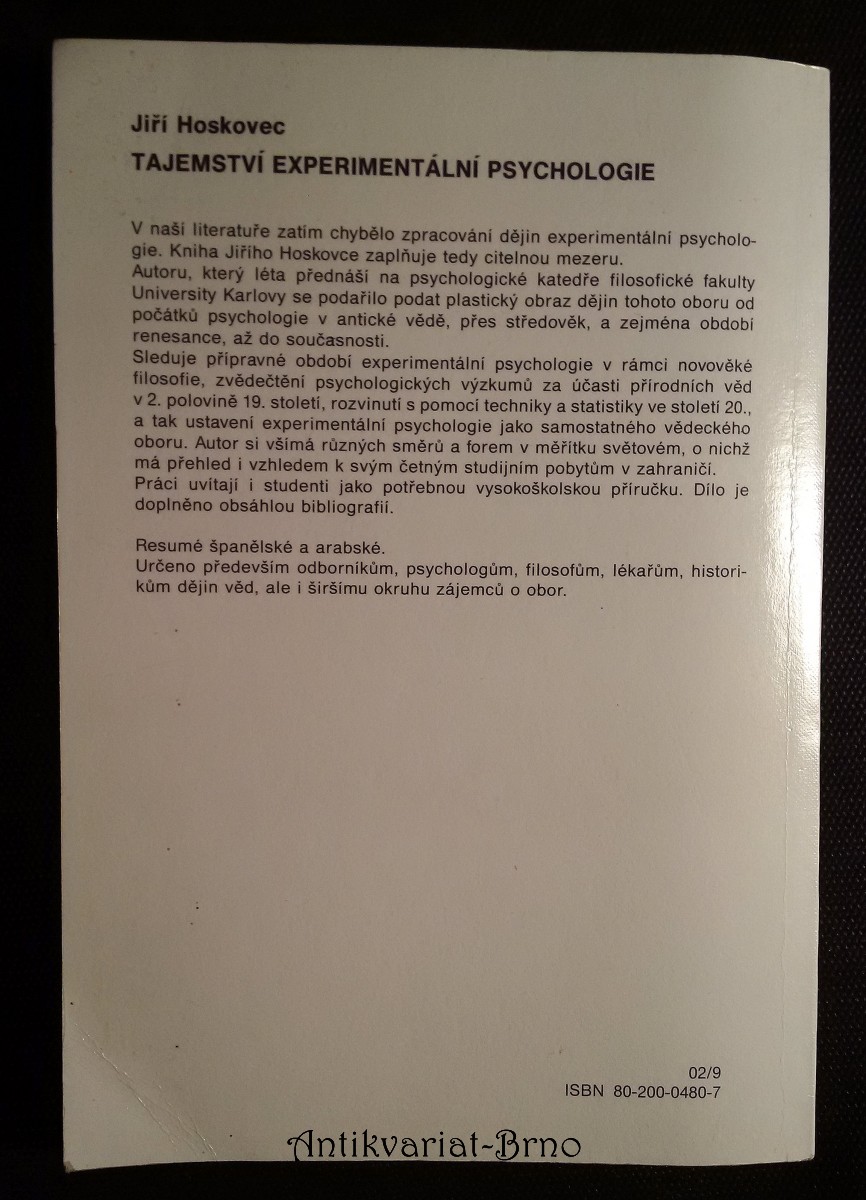 Jiří Hoskovec
TAJEMSTVÍ EXPERIMENTÁLNÍ PSYCHOLOGIE
V naší literatuře zatím chybělo zpracování dějin experimentální psycholo-
gie. Kniha Jiřího Hoskovce zaplňuje tedy citelnou mezeru.
Autoru, který léta přednáší na psychologické katedře filosofické fakulty
University Karlovy se podařilo podat plastický obraz dějin tohoto oboru od
počátků psychologie v antické vědě, přes středověk, a zejména období
renesance, až do současnosti.
Sleduje přípravné období experimentální psychologie v rámci novověké
filosofie, zvědečtění psychologických výzkumů za účasti přírodních věd
v 2. polovině 19. století, rozvinutí s pomocí techniky a statistiky ve století 20.,
a tak ustavení experimentální psychologie jako samostatného vědeckého
oboru. Autor si všímá různých směrů a forem v měřítku světovém, o nichž
má přehled i vzhledem k svým četným studijním pobytům v zahraničí.
Práci uvítají i studenti jako potřebnou vysokoškolskou příručku. Dílo je
doplněno obsáhlou bibliografií.
Resumé španělské a arabské.
Určeno především odborníkům, psychologům, filosofům, lékařům, histori-
kům dějin věd, ale i širšímu okruhu zájemců o obor.
02/9
ISBN 80-200-0480-7
Antikvariat-Brno